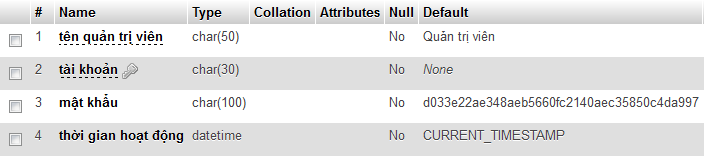 # Name Type Collation Attributes Null Default
1 tên quản trị viên char(50) No Quản trị viên
2 tài khoản char(30) No None
3 mật khẩu char(100) No d033e22ae348aeb5660fc2140aec35850c4da997
4 thời gian hoạt động datetime No CURRENT_TIMESTAMP